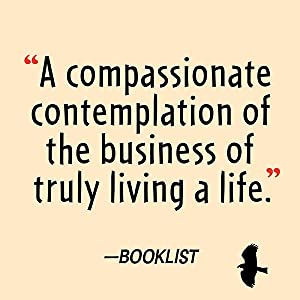 “A compassionate
contemplation of
the business of
truly living a life.”
—BOOKLIST